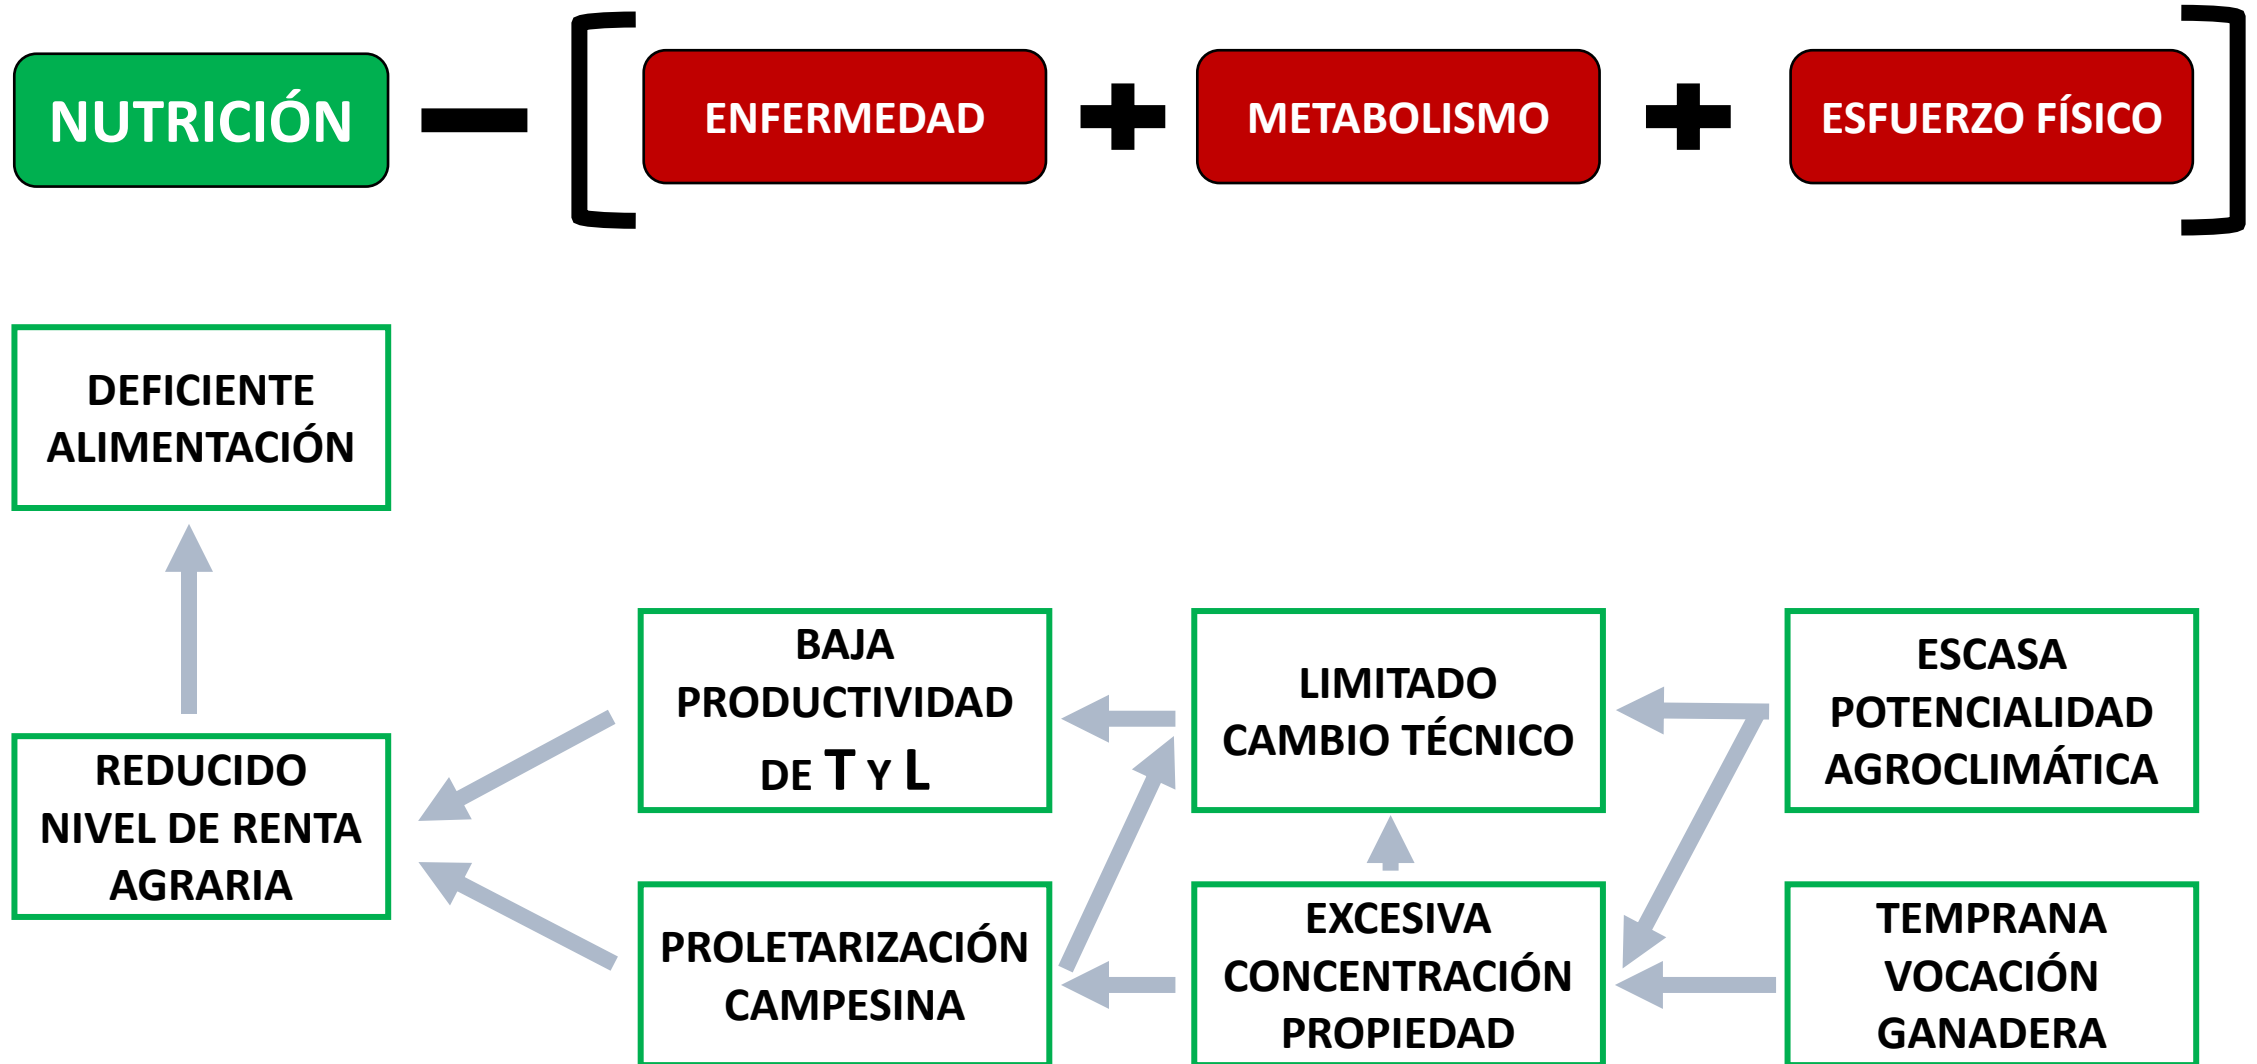 NUTRICIÓN
ENFERMEDAD
METABOLISMO
ESFUERZO FÍSICO
DEFICIENTE
ALIMENTACIÓN
REDUCIDO
NIVEL DE RENTA
AGRARIA
BAJA
PRODUCTIVIDAD
DE T Y L
LIMITADO
CAMBIO TÉCNICO
ESCASA
POTENCIALIDAD
AGROCLIMÁTICA
PROLETARIZACIÓN
CAMPESINA
EXCESIVA
CONCENTRACIÓN
PROPIEDAD
TEMPRANA
VOCACIÓN
GANADERA